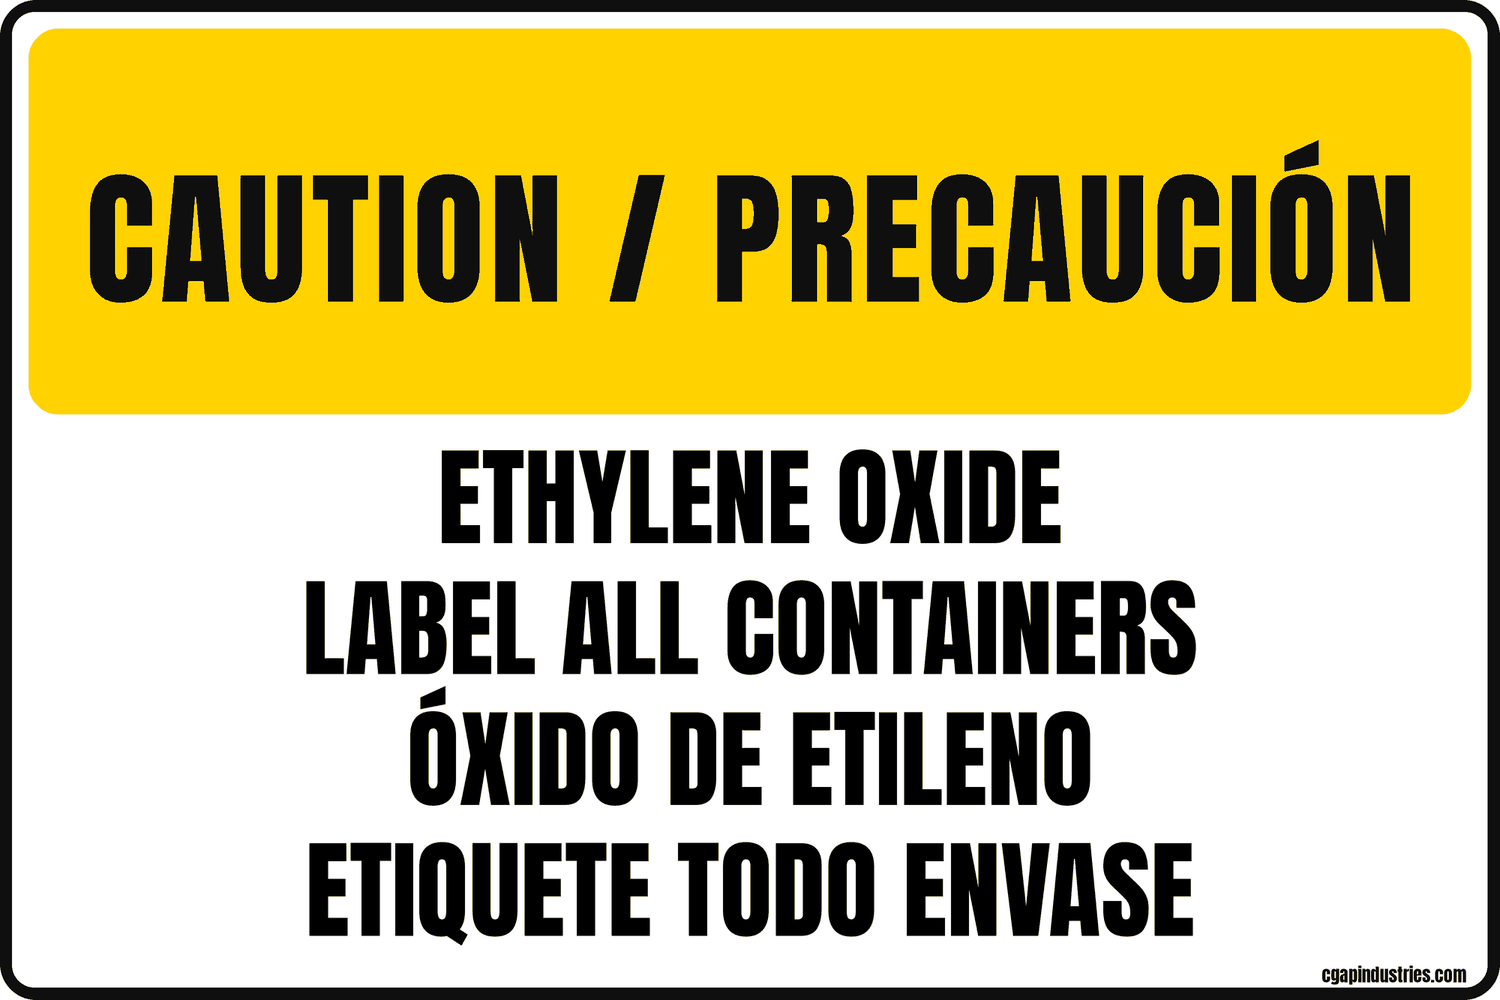 CAUTION / PRECAUCIÓN
ETHYLENE OXIDE
LABEL ALL CONTAINERS
ÓXIDO DE ETILENO
ETIQUETE TODO ENVASE
cgapindustries.com